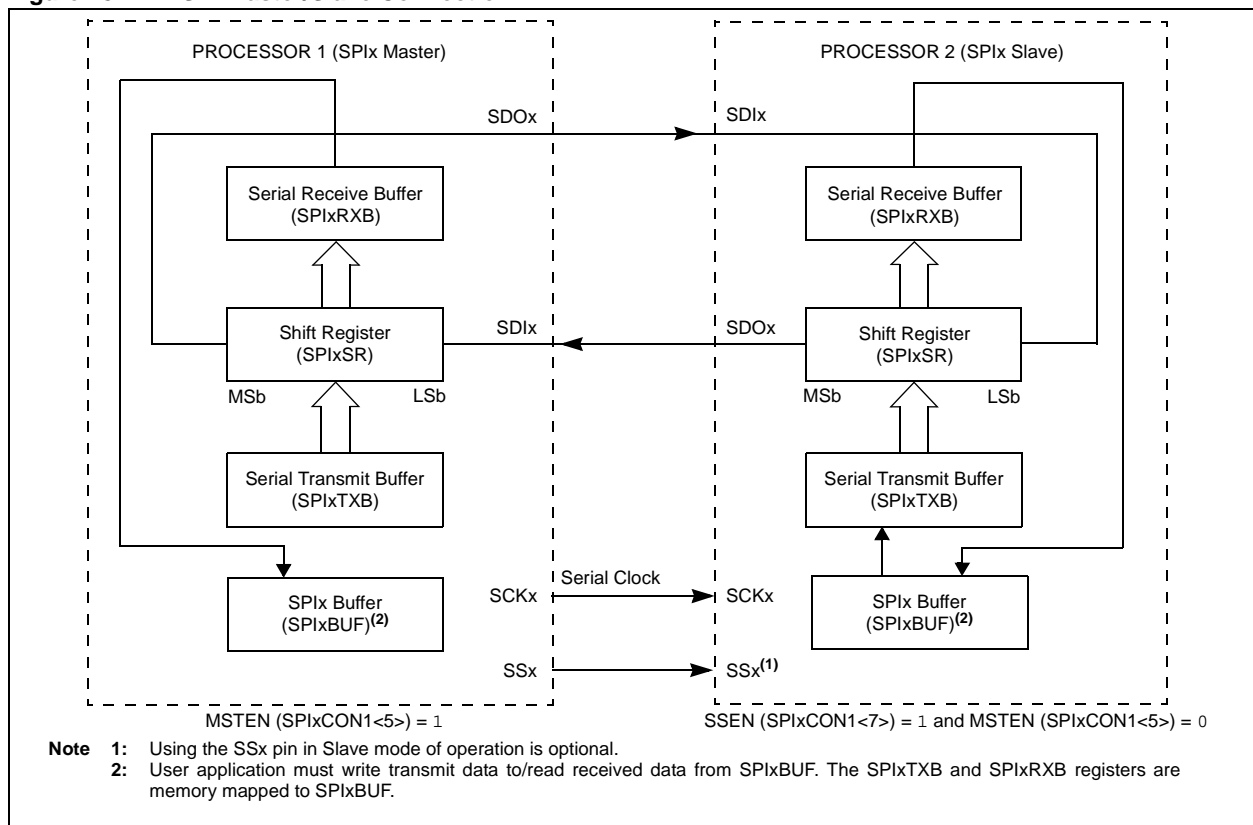 PROCESSOR 1 (SPIx Master)
PROCESSOR 2 (SPIx Slave)
SDOx
SDIx
Serial Receive Buffer
(SPIxRXB)
Serial Receive Buffer
(SPIxRXB)
Shift Register
(SPIxSR)
SDIx
SDOx
Shift Register
(SPIxSR)
MSb
LSb
MSb
LSb
Serial Transmit Buffer
(SPIxTXB)
Serial Transmit Buffer
(SPIxTXB)
SPIx Buffer
(SPIxBUF)(2)
SCKx
Serial Clock
SCKx
SPIx Buffer
(SPIxBUF)(2)
SSx
SSx(1)
MSTEN (SPIxCON1<5>) = 1
SSEN (SPIxCON1<7>) = 1 and MSTEN (SPIxCON1<5>) = 0
Note 1: Using the SSx pin in Slave mode of operation is optional.
2: User application must write transmit data to/read received data from SPIxBUF. The SPIxTXB and SPIxRXB registers are
memory mapped to SPIxBUF.